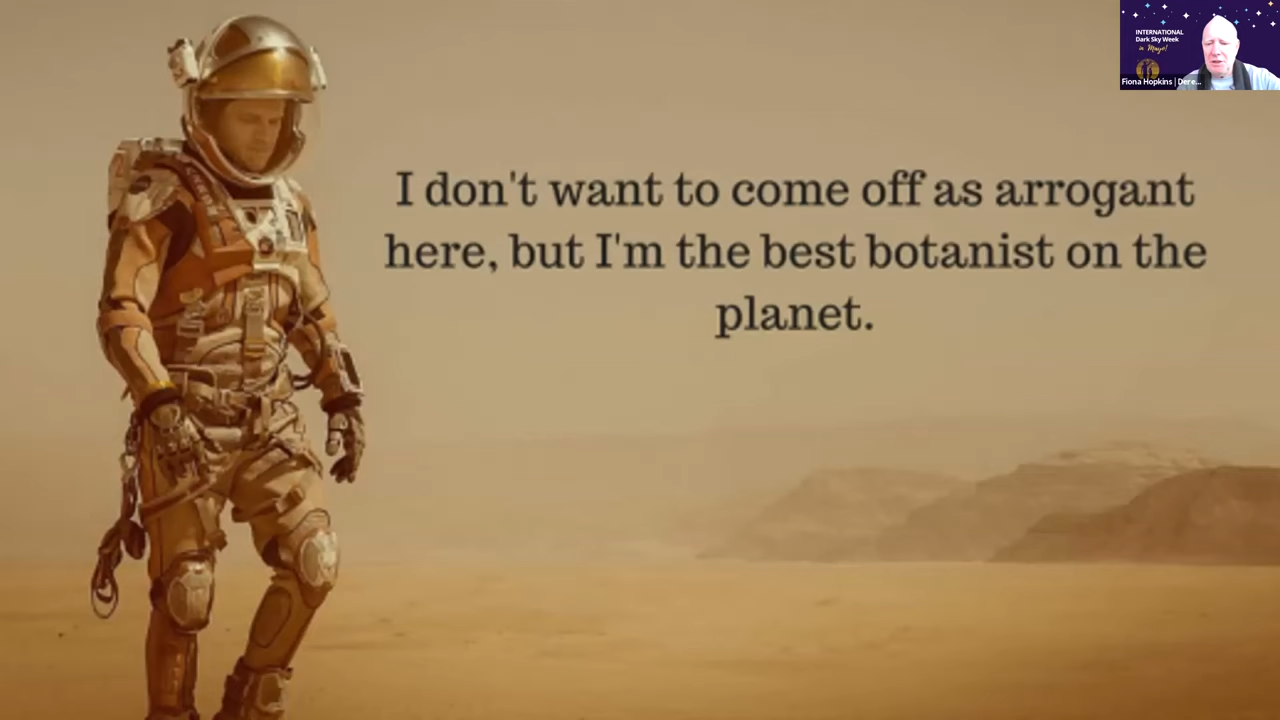 INTERNATIONAL
Dark Sky Week
in Mayo!
Fiona Hopkins | Dere...
I don't want to come off as arrogant
here, but I'm the best botanist on the
planet.